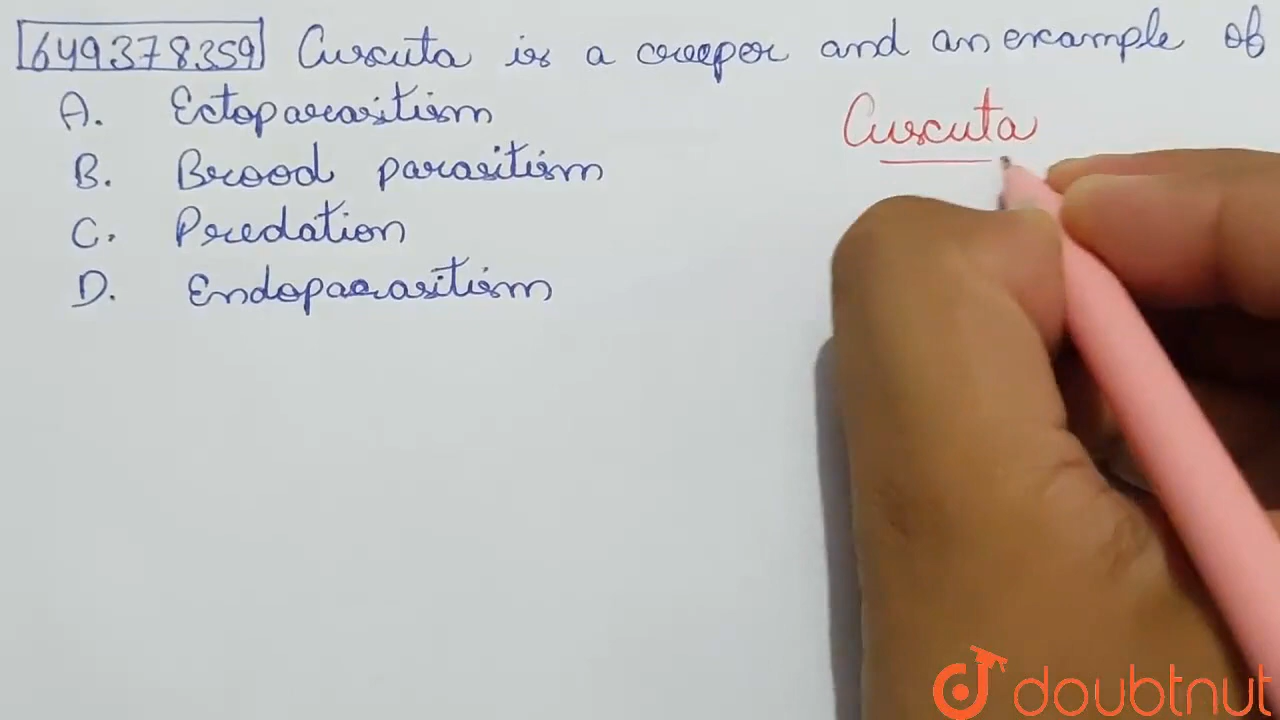 649378359 Cuscuta is a creeper and an example of
A. Ectoparasitism
Cuscuta
B. Brood parasitism
C. Predation
D. Endoparasitism
doubtnut